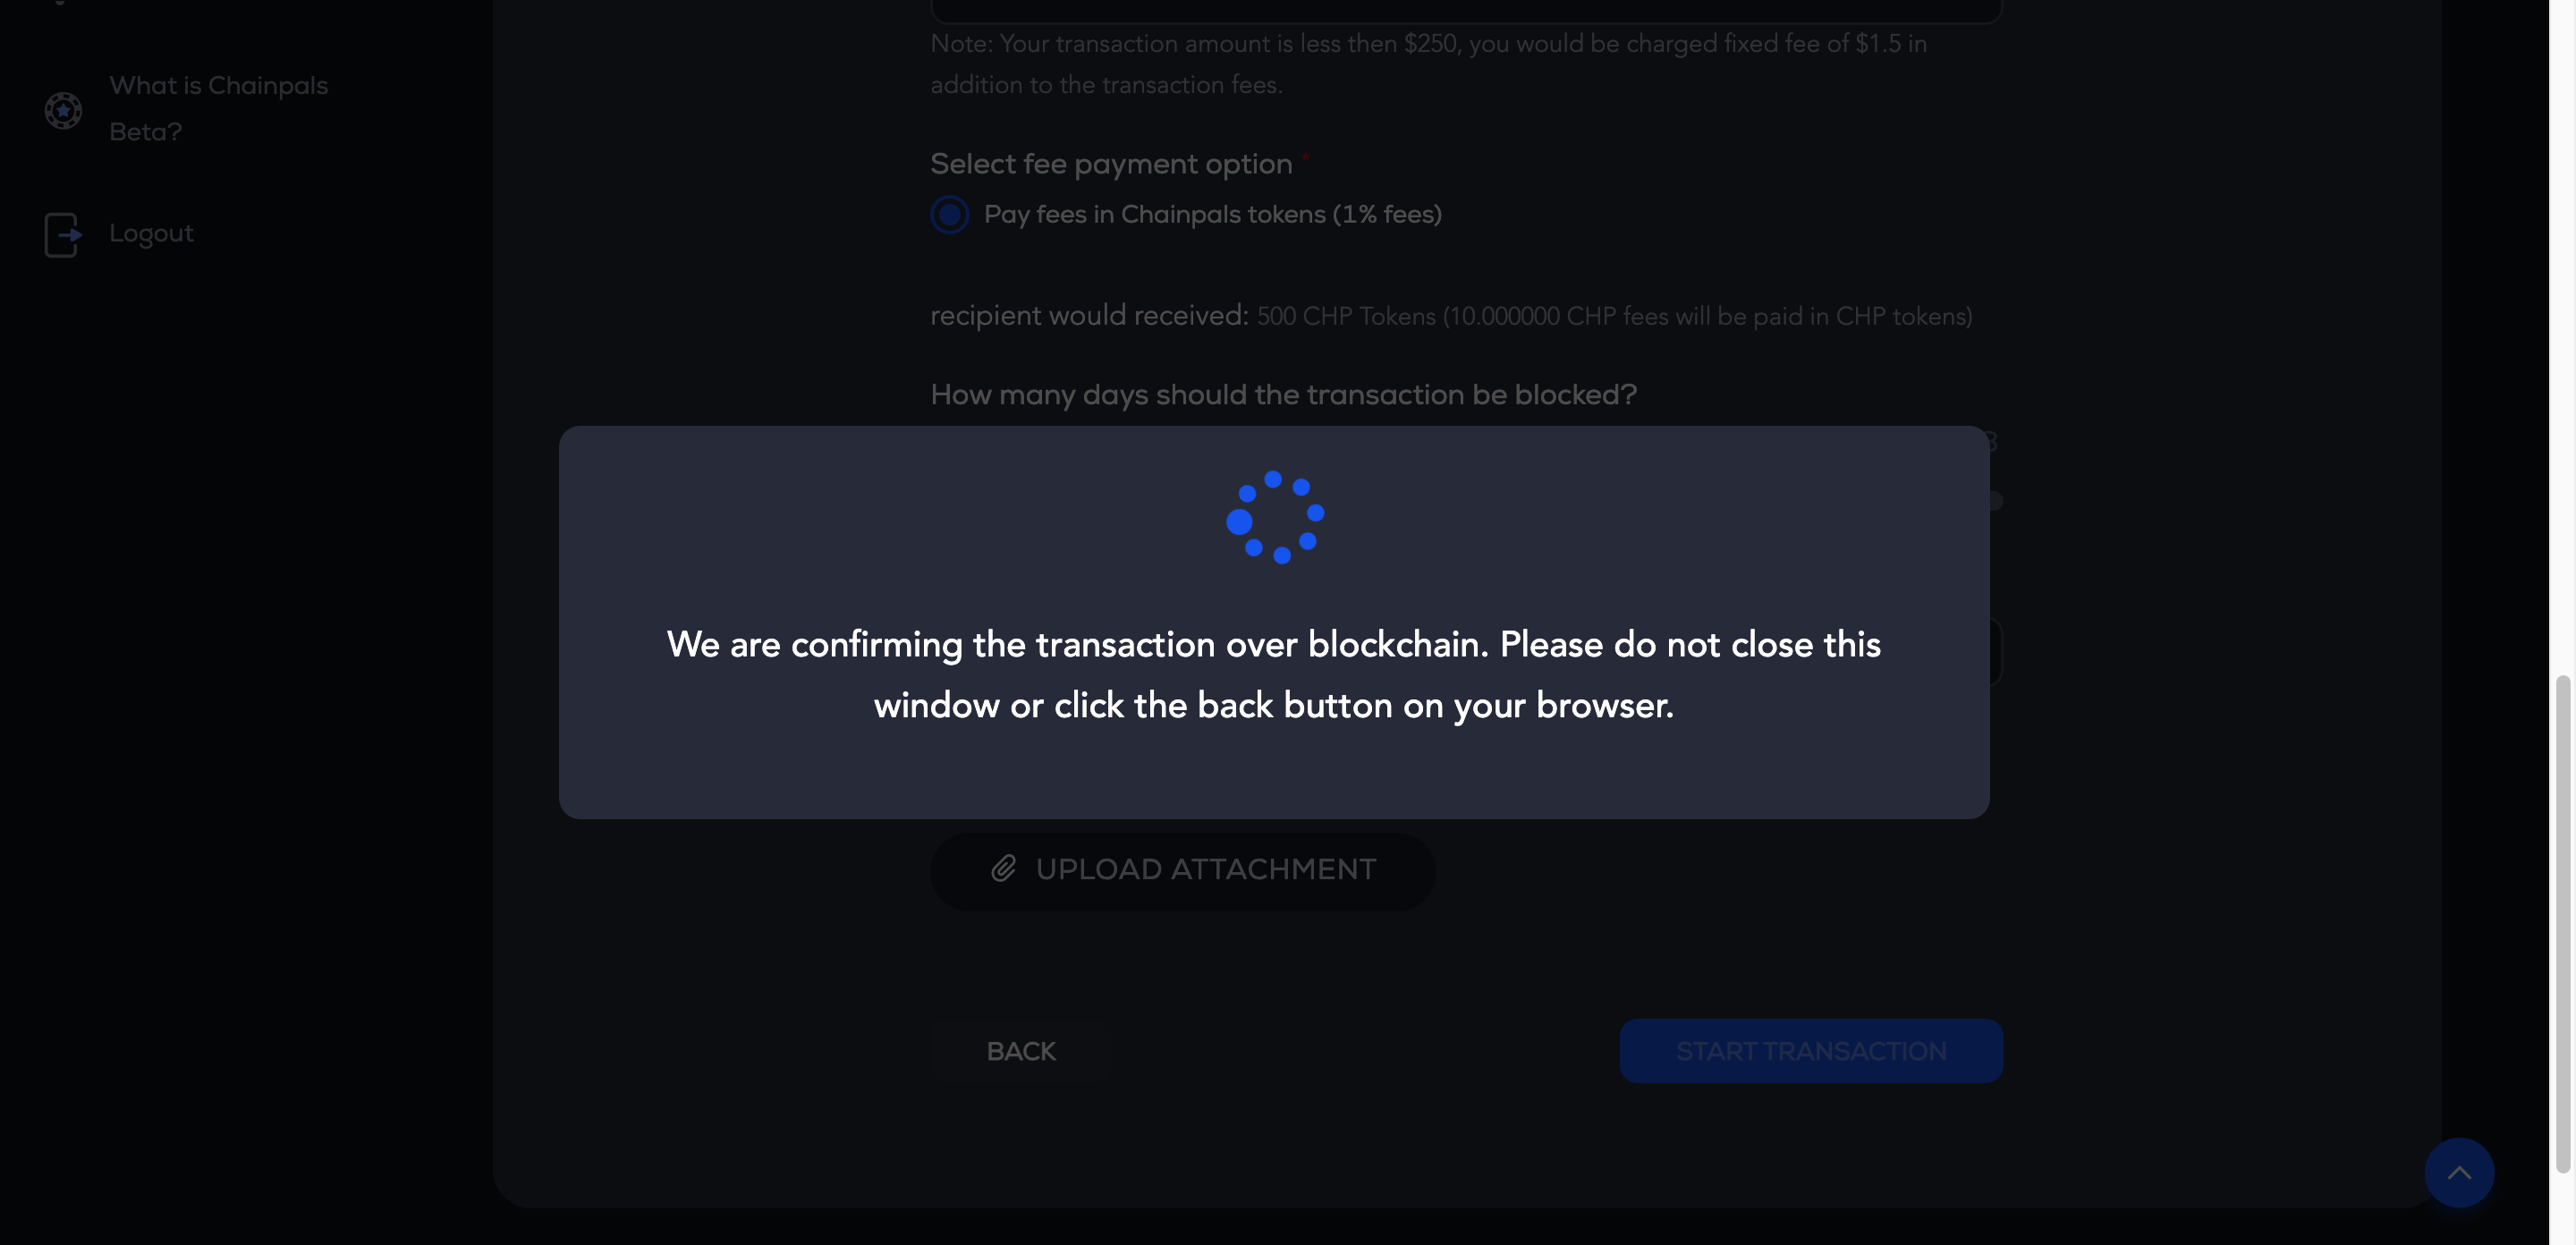 What is Chainpals
Beta?
Logout
Note: Your transaction amount is less then $250, you would be charged fixed fee of $1.5 in
addition to the transaction fees.
Select fee payment option *
Pay fees in Chainpals tokens (1% fees)
recipient would received: 500 CHP Tokens (10.000000 CHP fees will be paid in CHP tokens)
How many days should the transaction be blocked?
We are confirming the transaction over blockchain. Please do not close this
window or click the back button on your browser.
UPLOAD ATTACHMENT
BACK
START TRANSACTION